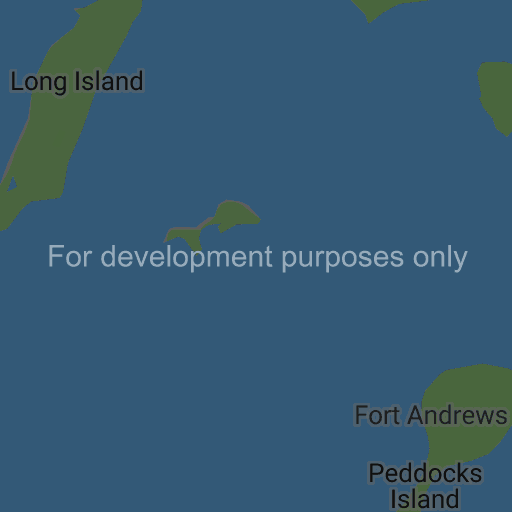 Long Island
For development purposes only
Fort Andrews
Peddocks
Island